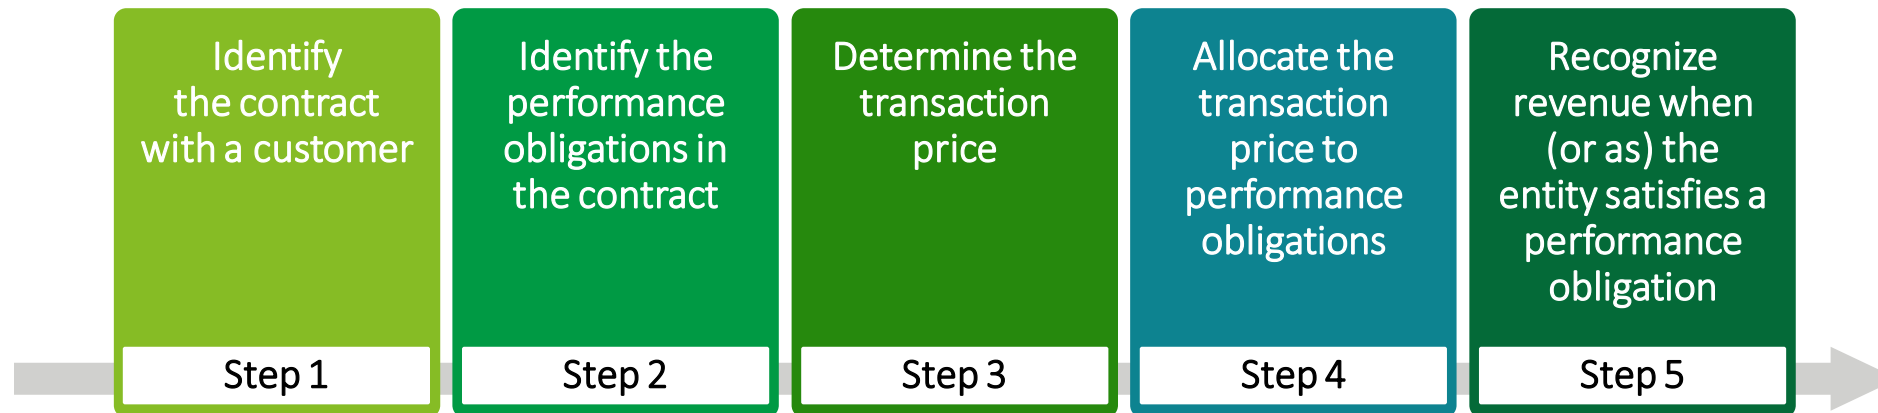 Identify
the contract
with a customer
Step 1
Identify the
performance
obligations in
the contract
Step 2
Determine the
transaction
price
Step 3
Allocate the
transaction
price to
performance
obligations
Step 4
Recognize
revenue when
(or as) the
entity satisfies a
performance
obligation
Step 5